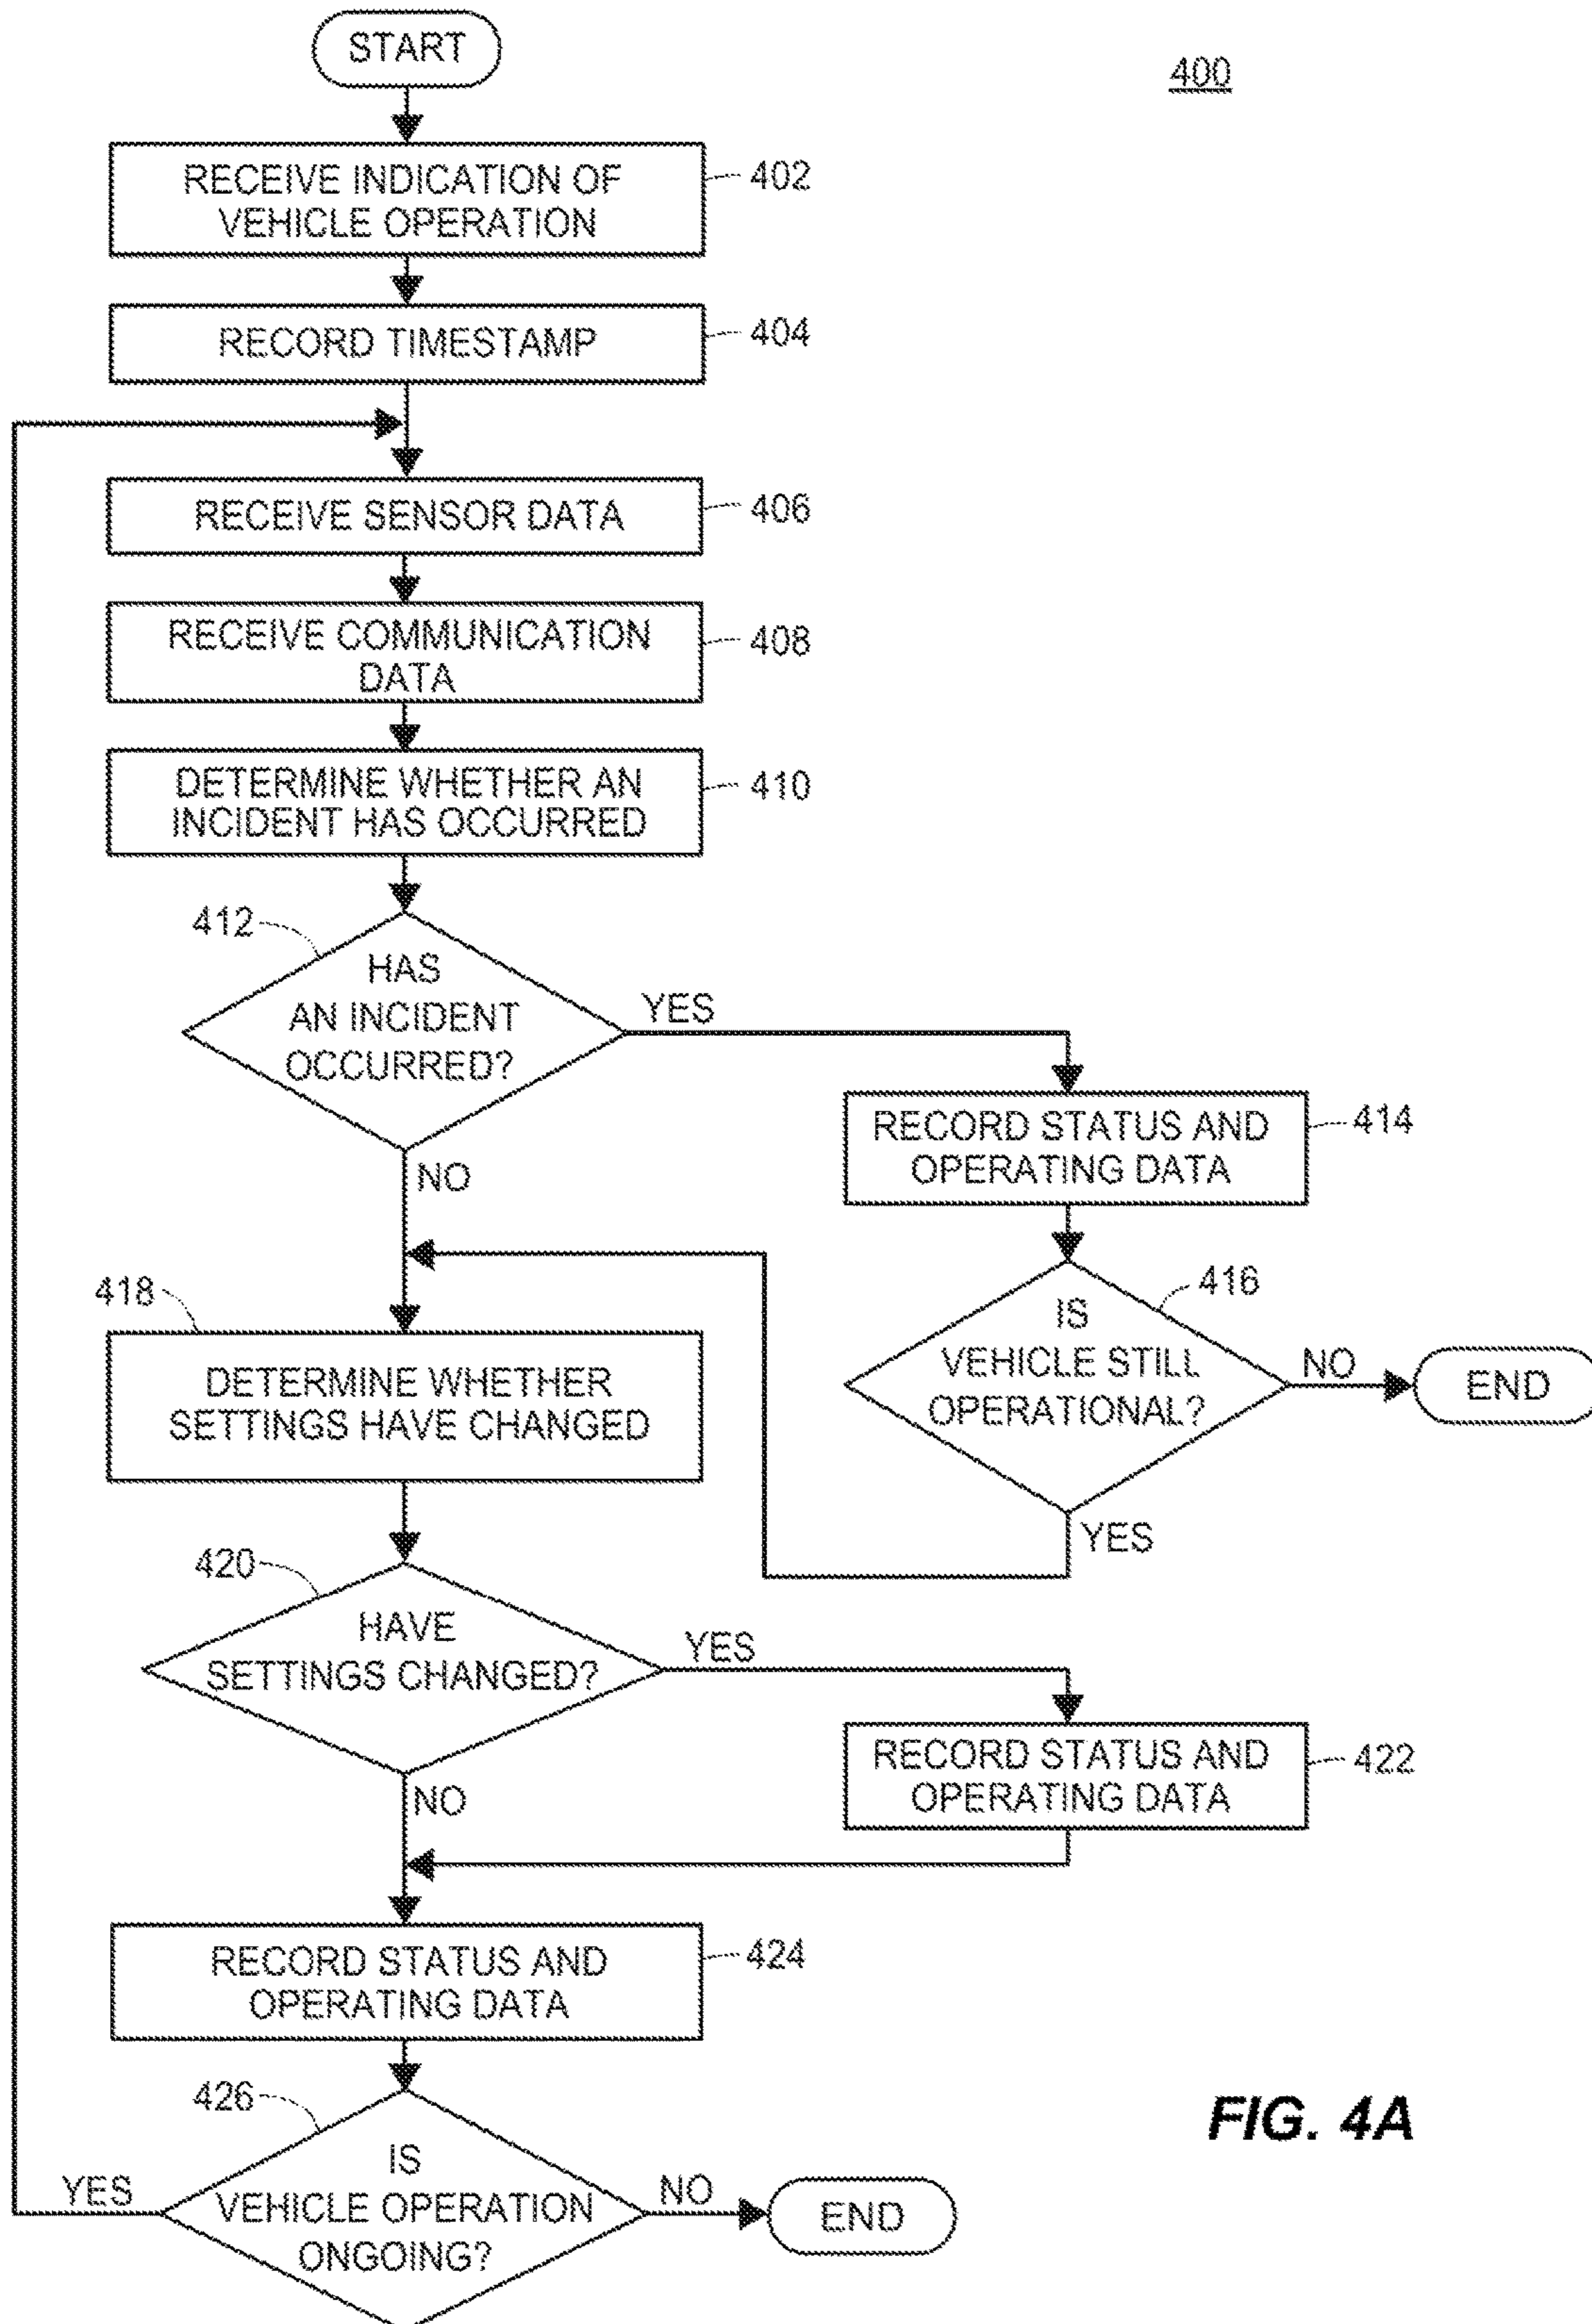 START
400
RECEIVE INDICATION OF
VEHICLE OPERATION
402
RECORD TIMESTAMP
404
RECEIVE SENSOR DATA
406
RECEIVE COMMUNICATION
DATA
408
DETERMINE WHETHER AN
INCIDENT HAS OCCURRED
410
412
HAS
AN INCIDENT
OCCURRED?
YES
NO
RECORD STATUS AND
OPERATING DATA
414
416
IS
VEHICLE STILL
OPERATIONAL?
NO
END
YES
418
DETERMINE WHETHER
SETTINGS HAVE CHANGED
420
HAVE
SETTINGS CHANGED?
YES
NO
RECORD STATUS AND
OPERATING DATA
422
RECORD STATUS AND
OPERATING DATA
424
426
IS
VEHICLE OPERATION
ONGOING?
YES
NO
END
FIG. 4A